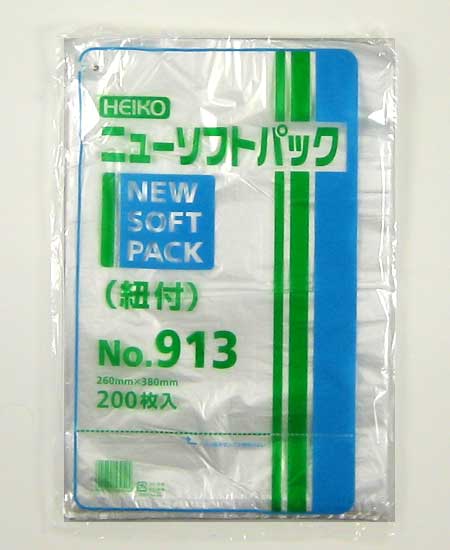 HEIKO
ニューソフトパック
NEW
SOFT
PACK
(紐付)
No.913
260mm×380mm
200枚入